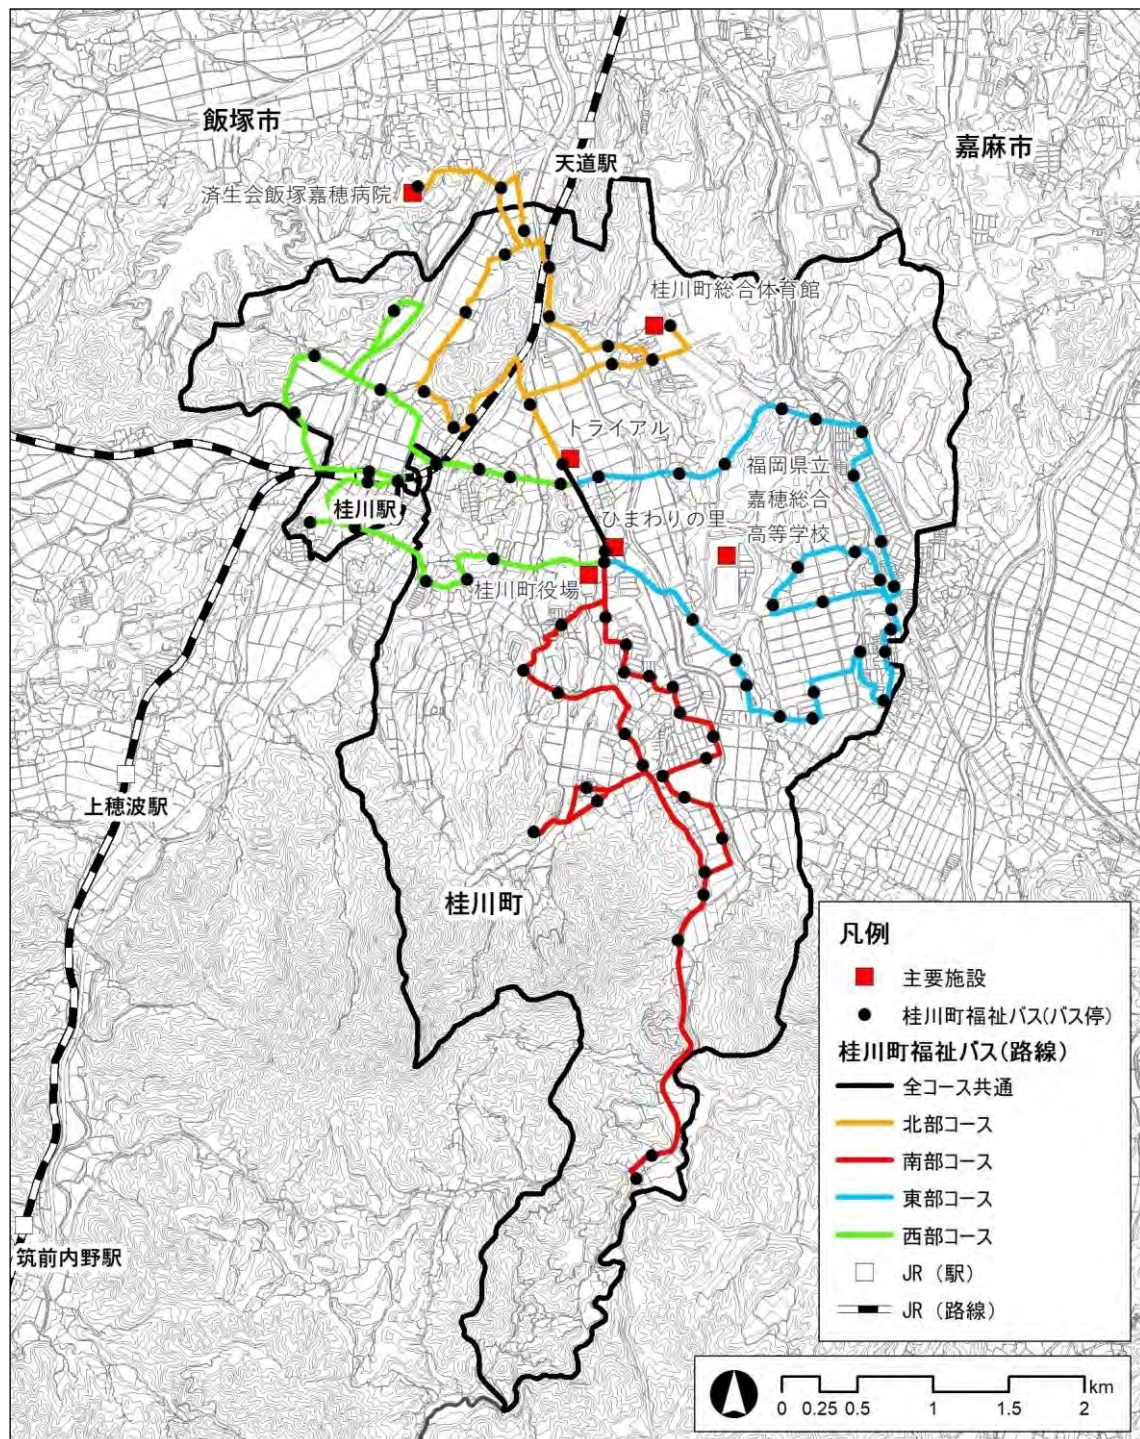 飯塚市
嘉麻市
天道駅
済生会飯塚嘉穂病院
桂川町総合体育館
トライアル
福岡県立
嘉穂総合
高等学校
桂川駅
ひまわりの里
桂川町役場
上穂波駅
桂川町
筑前内野駅
凡例
主要施設
桂川町福祉バス(バス停)
桂川町福祉バス(路線)
全コース共通
北部コース
南部コース
東部コース
西部コース
JR（駅）
JR（路線）
km
0 0.25 0.5 1 1.5 2